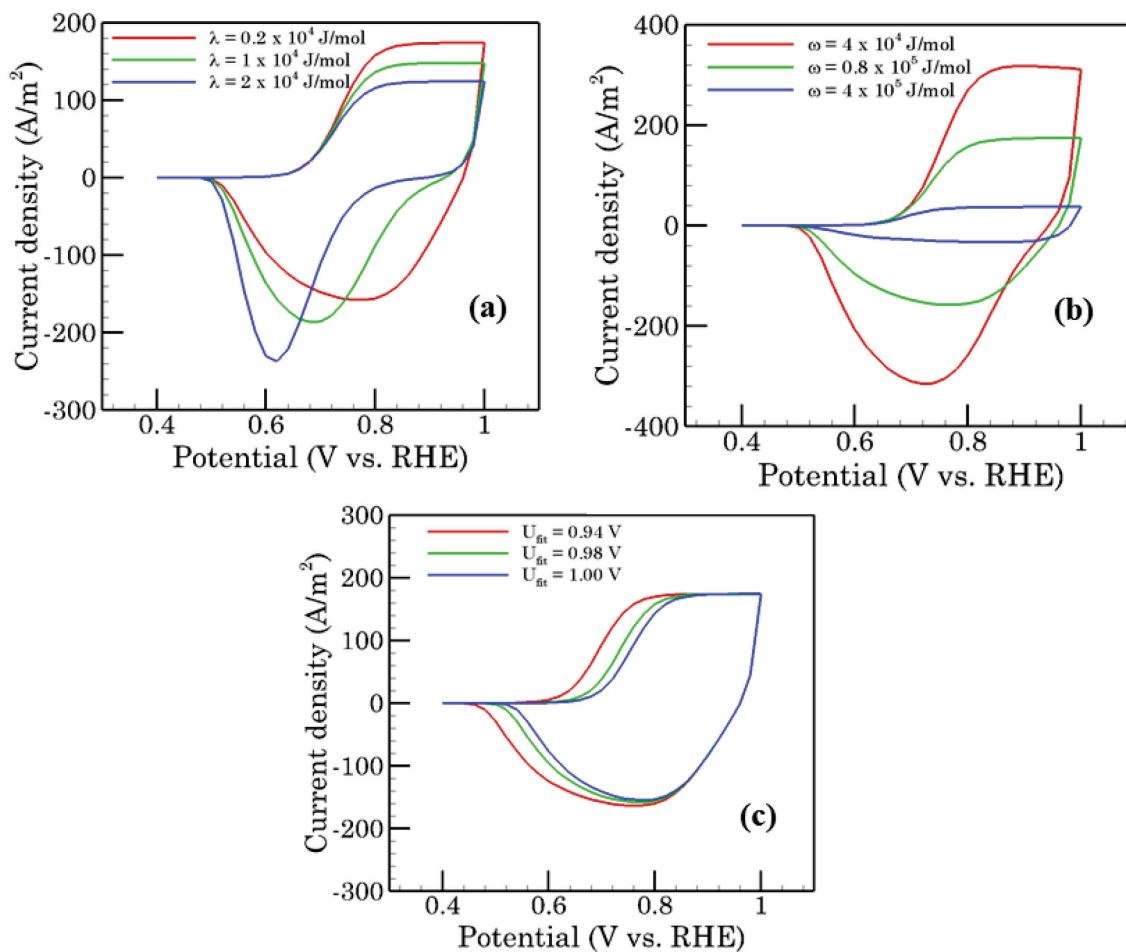 200
100
0
-100
-200
-300
Current density (A/m²)
λ = 0.2 x 10⁴ J/mol
λ = 1 x 10⁴ J/mol
λ = 2 x 10⁴ J/mol
(a)
0.4 0.6 0.8 1
Potential (V vs. RHE)
400
200
0
-200
-400
Current density (A/m²)
ω = 4 x 10⁴ J/mol
ω = 0.8 x 10⁵ J/mol
ω = 4 x 10⁵ J/mol
(b)
0.4 0.6 0.8 1
Potential (V vs. RHE)
300
200
100
0
-100
-200
-300
Current density (A/m²)
U_fit = 0.94 V
U_fit = 0.98 V
U_fit = 1.00 V
(c)
0.4 0.6 0.8 1
Potential (V vs. RHE)